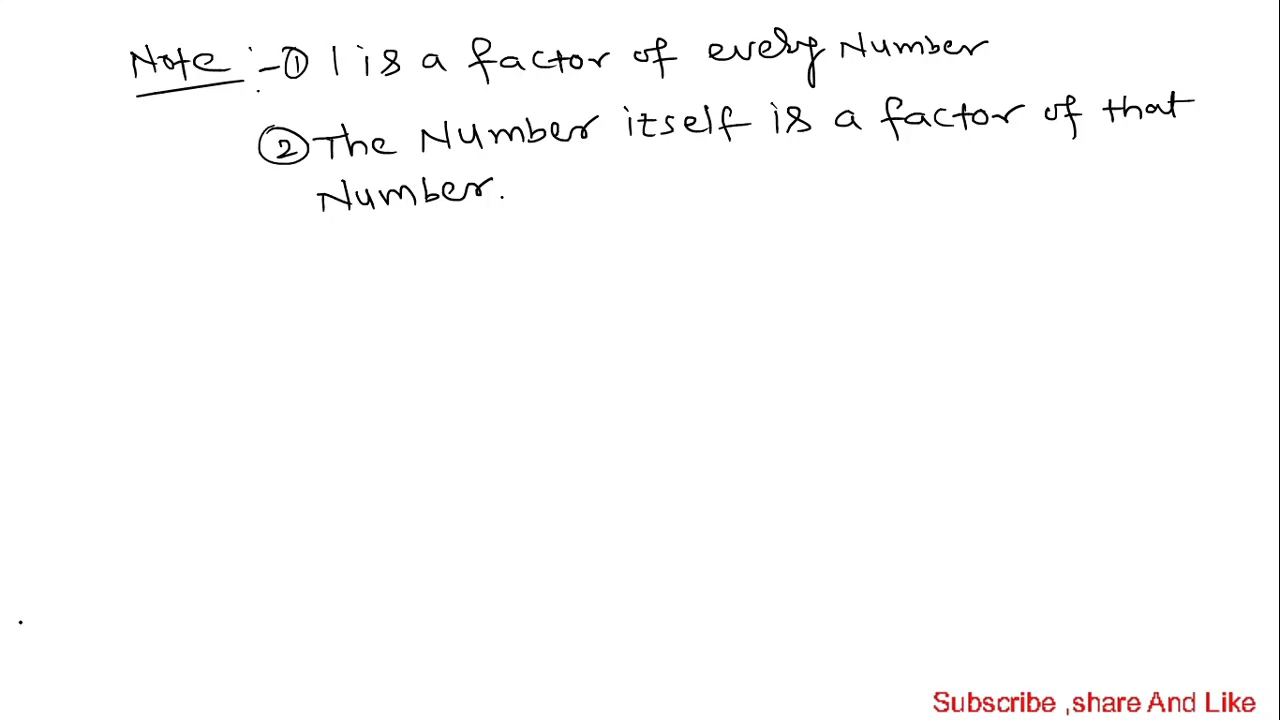 Note :- ① 1 is a factor of every Number
② The Number itself is a factor of that
Number.
Subscribe ,share And Like